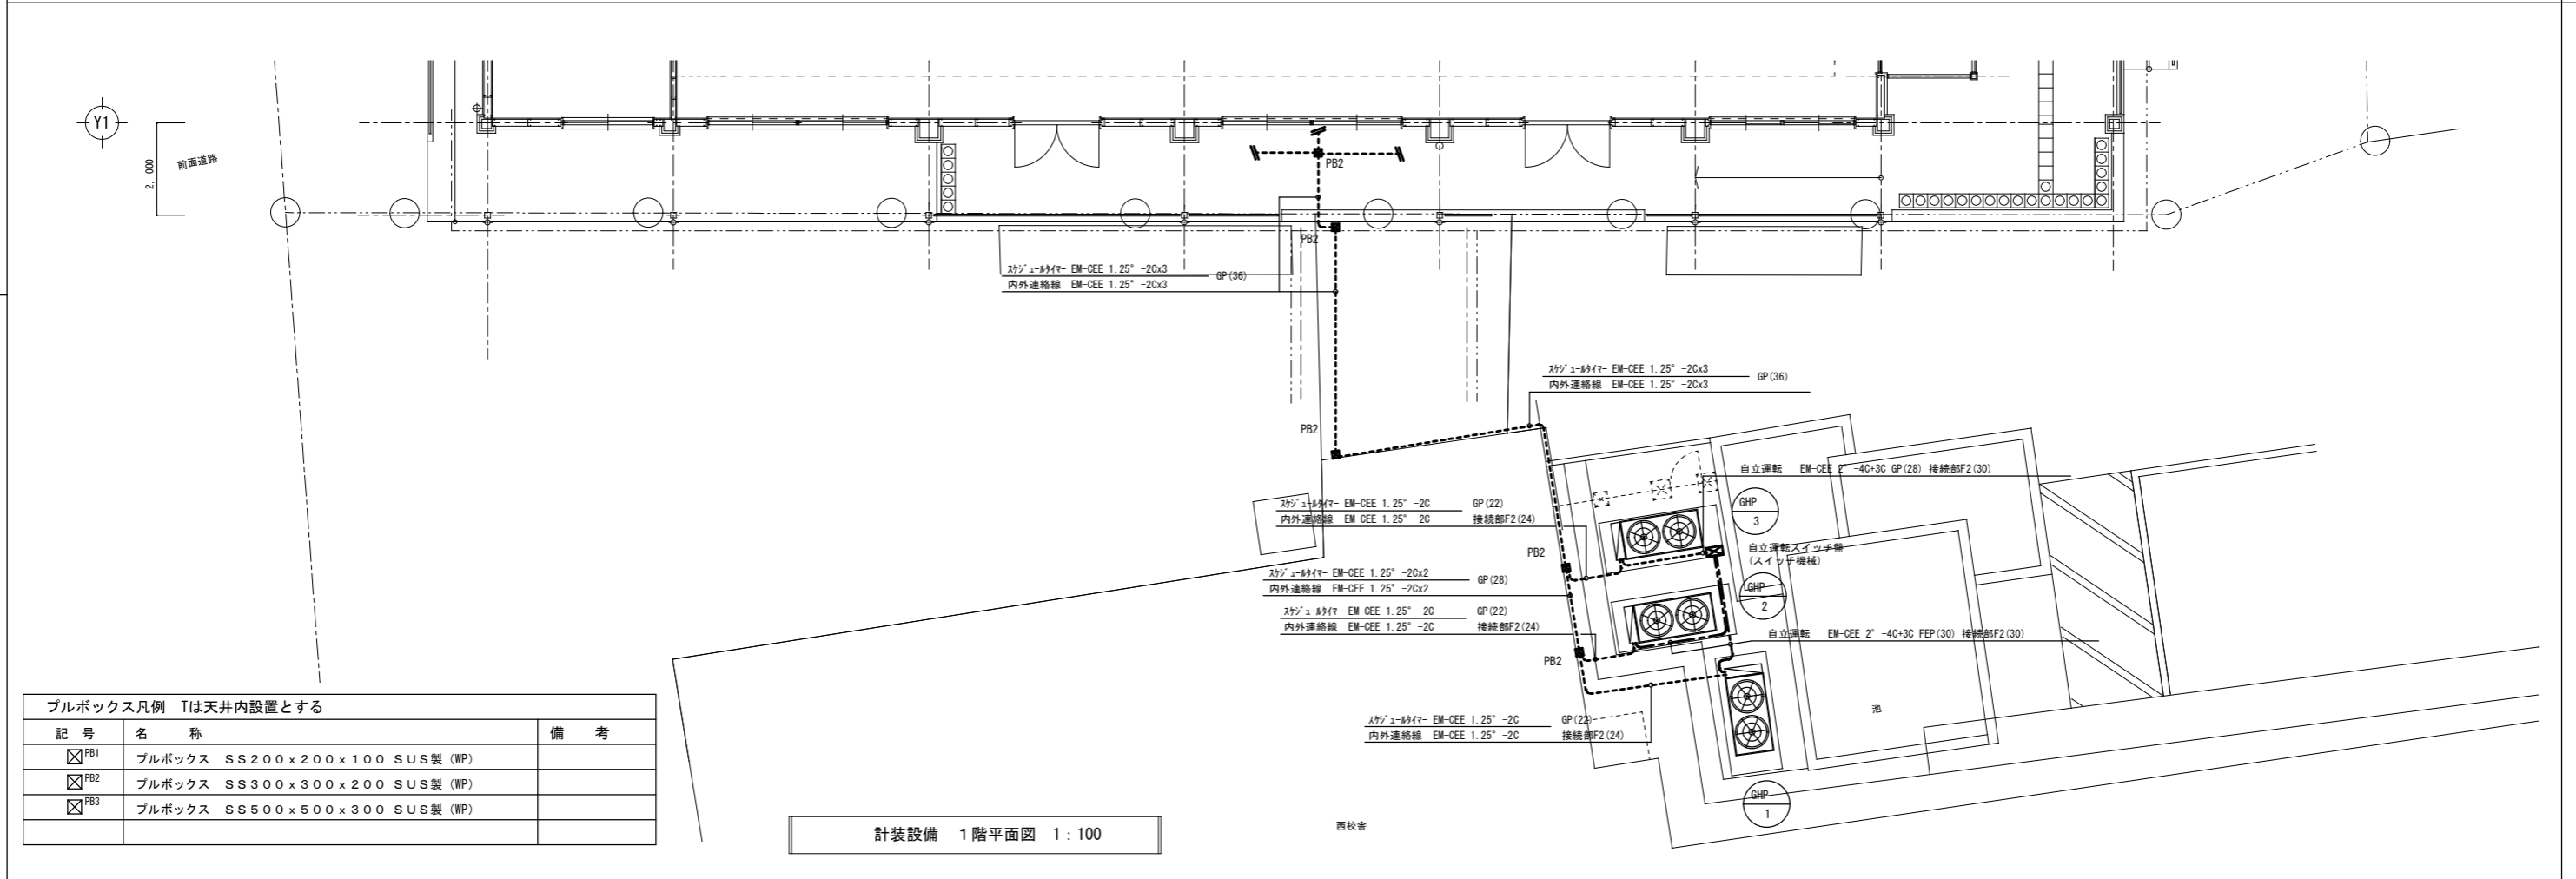 Y1
2,000
前面道路
PB2
PB2
スケジュールタイマー EM-CEE 1.25° -2Cx3
GP(36)
内外連絡線 EM-CEE 1.25° -2Cx3
スケジュールタイマー EM-CEE 1.25° -2Cx3
GP(36)
内外連絡線 EM-CEE 1.25° -2Cx3
PB2
自立運転 EM-CEE 2° -4C+3C GP(28) 接続部F2(30)
スケジュールタイマー EM-CEE 1.25° -2C GP(22)
内外連絡線 EM-CEE 1.25° -2C 接続部F2(24)
GHP
3
自立運転スイッチ盤
(スイッチ機械)
PB2
スケジュールタイマー EM-CEE 1.25° -2Cx2
GP(28)
内外連絡線 EM-CEE 1.25° -2Cx2
GHP
2
スケジュールタイマー EM-CEE 1.25° -2C GP(22)
内外連絡線 EM-CEE 1.25° -2C 接続部F2(24)
自立運転 EM-CEE 2° -4C+3C FEP(30) 接続部F2(30)
PB2
スケジュールタイマー EM-CEE 1.25° -2C GP(22)
内外連絡線 EM-CEE 1.25° -2C 接続部F2(24)
池
GHP
1
西校舎
プルボックス凡例 Tは天井内設置とする
記 号 名 称 備 考
PB1 プルボックス SS200x200x100 SUS製(WP)
PB2 プルボックス SS300x300x200 SUS製(WP)
PB3 プルボックス SS500x500x300 SUS製(WP)
計装設備 1階平面図 1:100